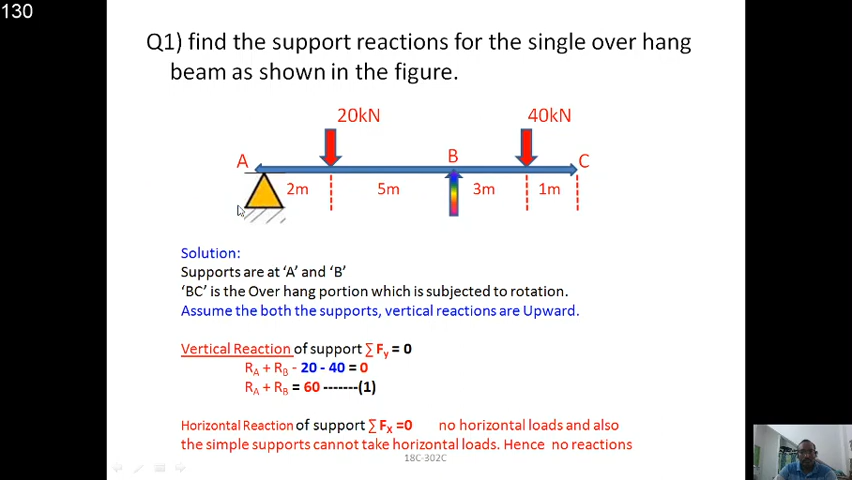 130
Q1) find the support reactions for the single over hang
beam as shown in the figure.
20kN
40kN
A
B
C
2m
5m
3m
1m
Solution:
Supports are at ‘A’ and ‘B’
‘BC’ is the Over hang portion which is subjected to rotation.
Assume the both the supports, vertical reactions are Upward.
Vertical Reaction of support ∑ Fy = 0
RA + RB - 20 - 40 = 0
RA + RB = 60 -------(1)
Horizontal Reaction of support ∑ FX =0 no horizontal loads and also
the simple supports cannot take horizontal loads. Hence no reactions
18C-302C